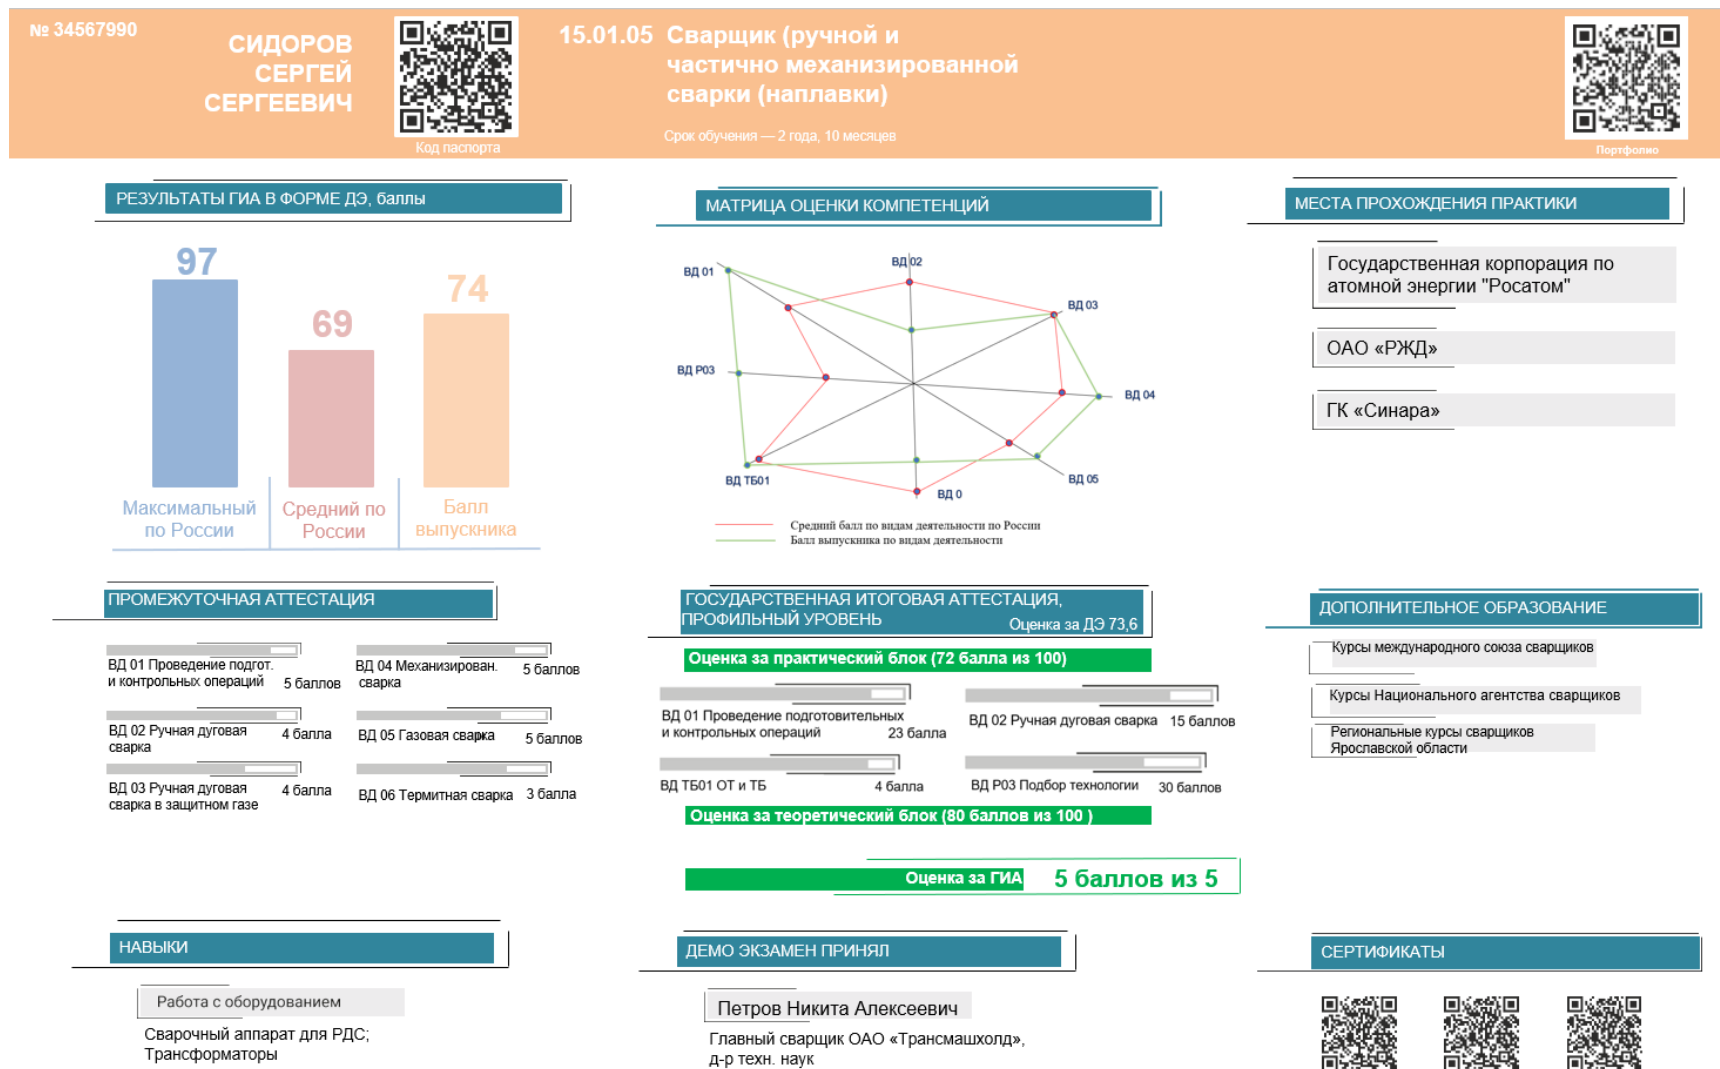 № 34567990
СИДОРОВ
СЕРГЕЙ
СЕРГЕЕВИЧ
Код паспорта
15.01.05 Сварщик (ручной и
частично механизированной
сварки (наплавки)
Срок обучения — 2 года, 10 месяцев
Портфолио
РЕЗУЛЬТАТЫ ГИА В ФОРМЕ ДЭ, баллы
97
69
74
Максимальный
по России
Средний по
России
Балл
выпускника
МАТРИЦА ОЦЕНКИ КОМПЕТЕНЦИЙ
ВД 01
ВД 02
ВД 03
ВД Р03
ВД 04
ВД ТБ01
ВД 0
ВД 05
Средний балл по видам деятельности по России
Балл выпускника по видам деятельности
МЕСТА ПРОХОЖДЕНИЯ ПРАКТИКИ
Государственная корпорация по
атомной энергии "Росатом"
ОАО «РЖД»
ГК «Синара»
ПРОМЕЖУТОЧНАЯ АТТЕСТАЦИЯ
ВД 01 Проведение подгот.
и контрольных операций 5 баллов
ВД 04 Механизирован.
сварка 5 баллов
ВД 02 Ручная дуговая
сварка 4 балла
ВД 05 Газовая сварка 5 баллов
ВД 03 Ручная дуговая
сварка в защитном газе 4 балла
ВД 06 Термитная сварка 3 балла
ГОСУДАРСТВЕННАЯ ИТОГОВАЯ АТТЕСТАЦИЯ,
ПРОФИЛЬНЫЙ УРОВЕНЬ Оценка за ДЭ 73,6
Оценка за практический блок (72 балла из 100)
ВД 01 Проведение подготовительных
и контрольных операций 23 балла
ВД 02 Ручная дуговая сварка 15 баллов
ВД ТБ01 ОТ и ТБ 4 балла
ВД Р03 Подбор технологии 30 баллов
Оценка за теоретический блок (80 баллов из 100 )
Оценка за ГИА 5 баллов из 5
ДОПОЛНИТЕЛЬНОЕ ОБРАЗОВАНИЕ
Курсы международного союза сварщиков
Курсы Национального агентства сварщиков
Региональные курсы сварщиков
Ярославской области
НАВЫКИ
Работа с оборудованием
Сварочный аппарат для РДС;
Трансформаторы
ДЕМО ЭКЗАМЕН ПРИНЯЛ
Петров Никита Алексеевич
Главный сварщик ОАО «Трансмашхолд»,
д-р техн. наук
СЕРТИФИКАТЫ